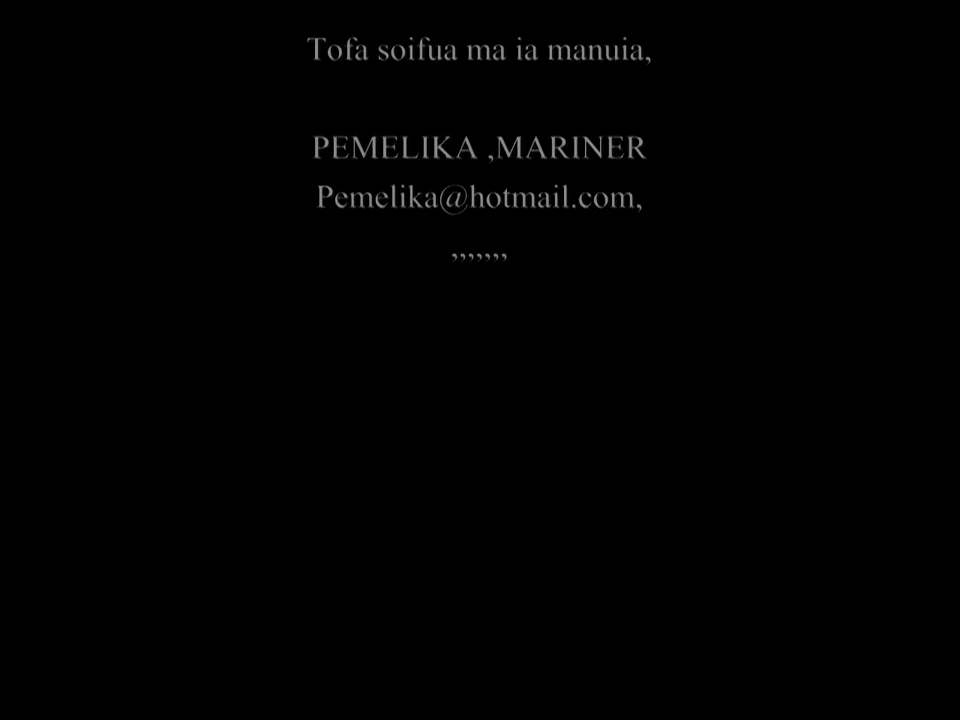 Tofa soifua ma ia manuia,
PEMELIKA ,MARINER
Pemelika@hotmail.com,
,,,,,,,